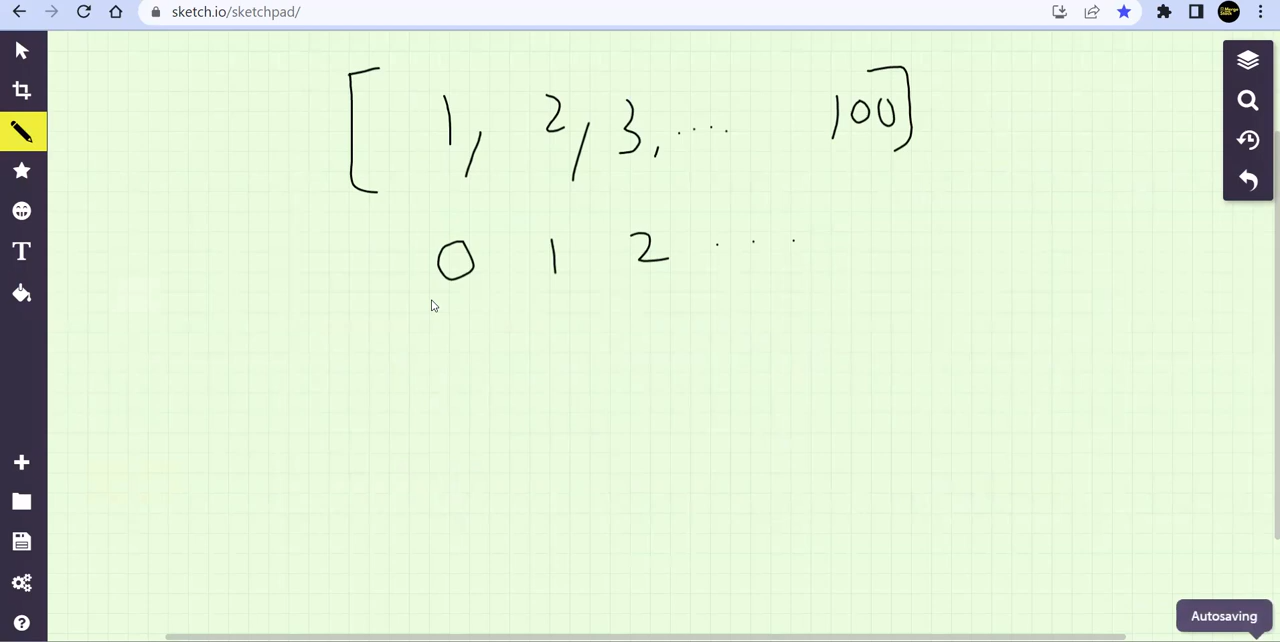 sketch.io/sketchpad/
[ 1, 2, 3, ..... 100]
0 1 2 . . .
T
?
Autosaving